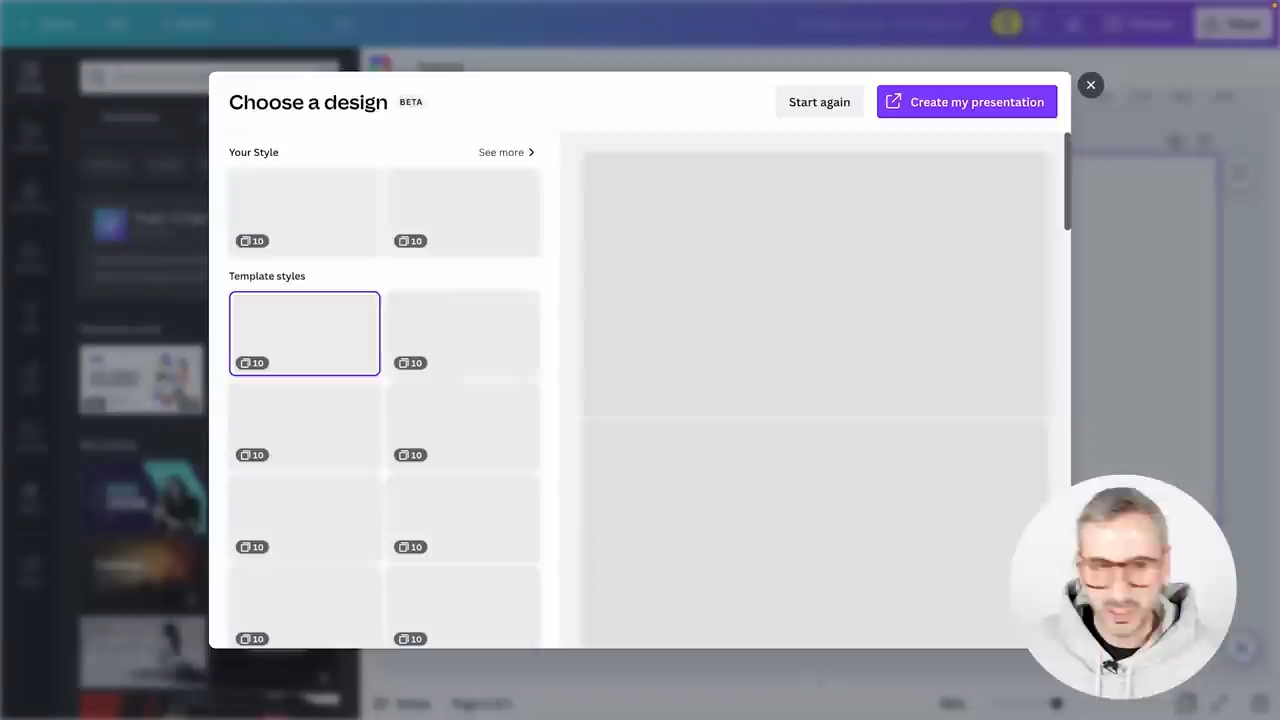 Choose a design BETA
Start again
Create my presentation
Your Style
See more
10
10
Template styles
10
10
10
10
10
10
10
10